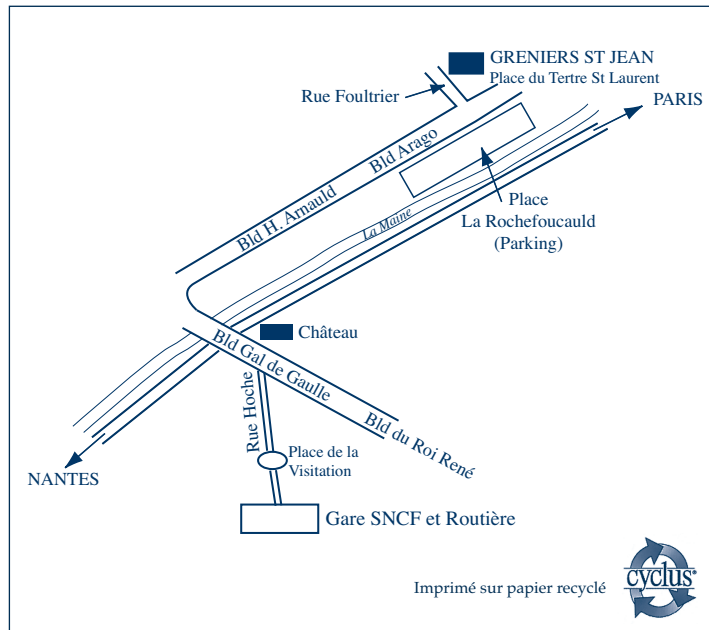 GRENIERS ST JEAN
Place du Tertre St Laurent
Rue Foultrier
PARIS
Bld Arago
Place
La Rochefoucauld
(Parking)
Bld H. Arnauld
La Maine
Château
Bld Gal de Gaulle
Rue Hoche
Bld du Roi René
Place de la
Visitation
NANTES
Gare SNCF et Routière
Imprimé sur papier recyclé
cyclus®